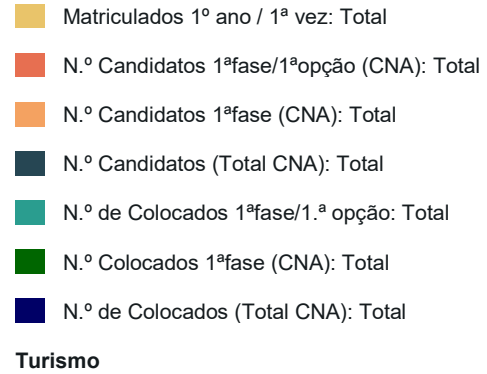 Matriculados 1º ano / 1ª vez: Total
N.º Candidatos 1ªfase/1ªopção (CNA): Total
N.º Candidatos 1ªfase (CNA): Total
N.º Candidatos (Total CNA): Total
N.º de Colocados 1ªfase/1.ª opção: Total
N.º Colocados 1ªfase (CNA): Total
N.º de Colocados (Total CNA): Total
Turismo